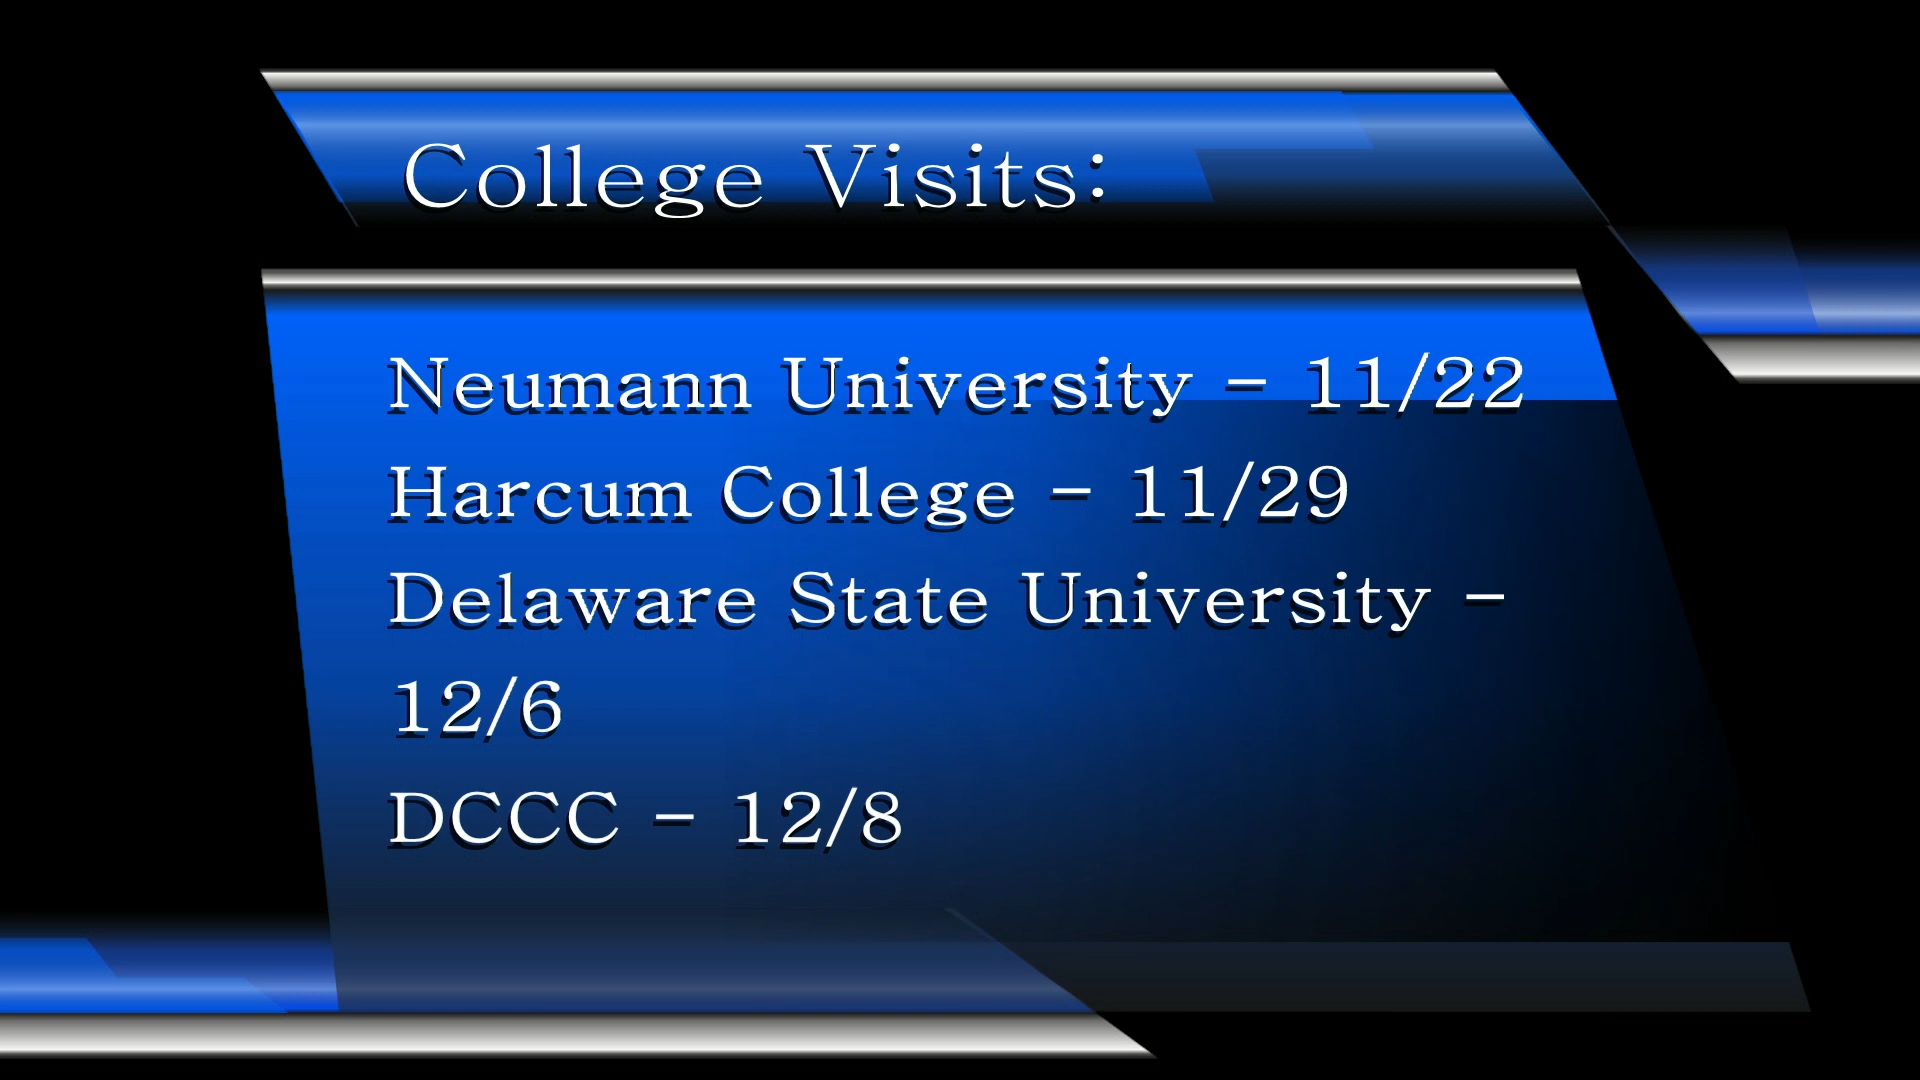 College Visits:
Neumann University - 11/22
Harcum College - 11/29
Delaware State University -
12/6
DCCC - 12/8